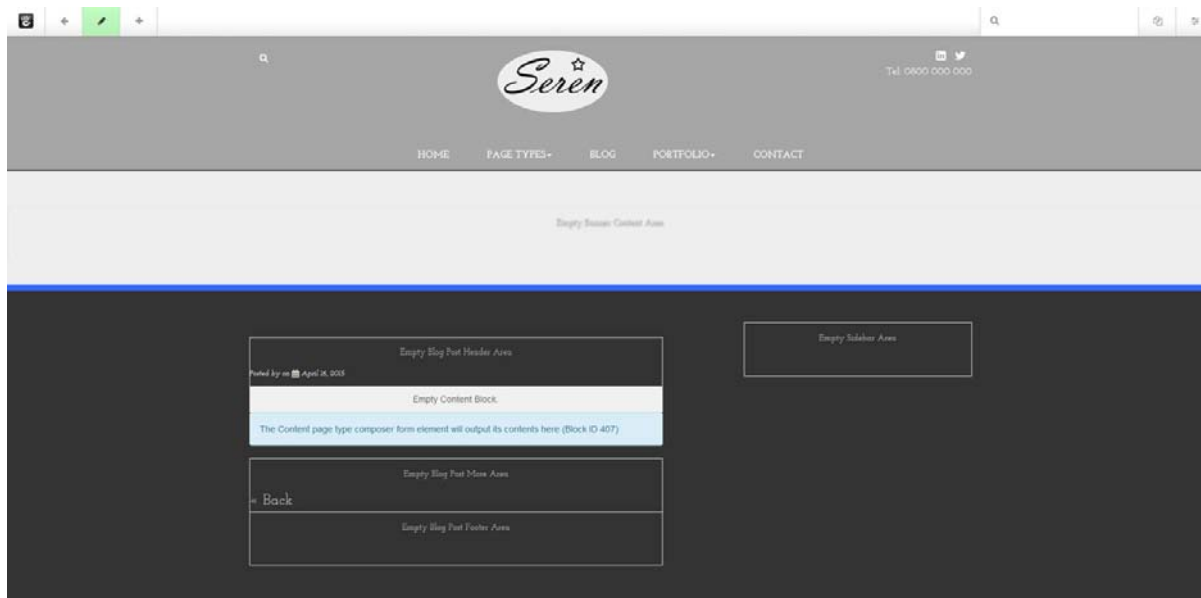 Seren
Tel: 0800 000 000
HOME PAGE TYPES BLOG PORTFOLIO CONTACT
Empty Banner Content Area
Empty Blog Post Header Area
Posted by on April 18, 2015
Empty Content Block.
The Content page type composer form element will output its contents here (Block ID 407)
Empty Blog Post More Area
« Back
Empty Blog Post Footer Area
Empty Sidebar Area